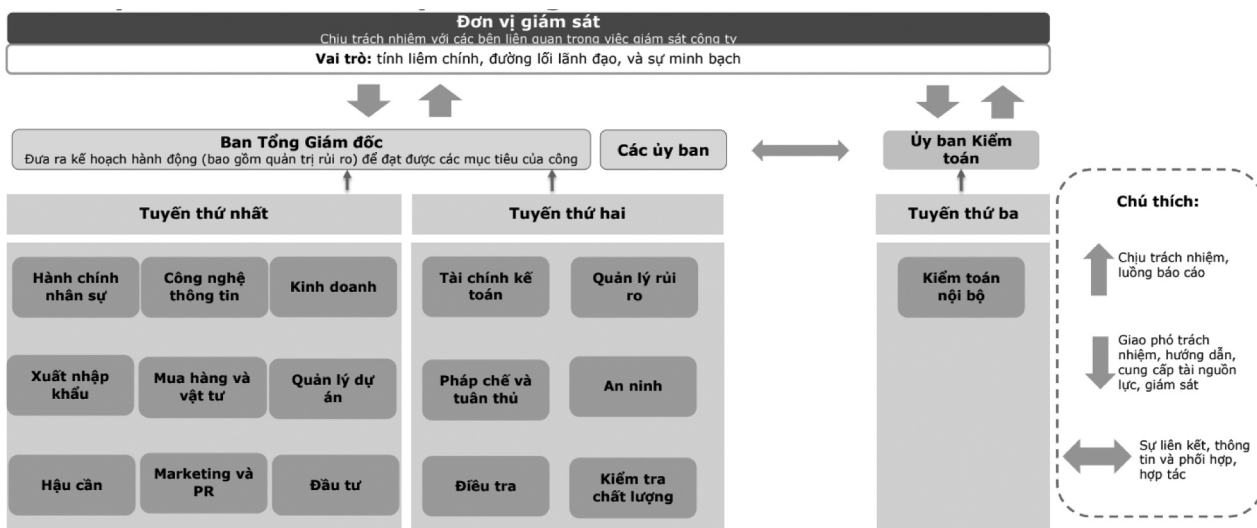 Đơn vị giám sát
Chịu trách nhiệm với các bên liên quan trong việc giám sát công ty
Vai trò: tính liêm chính, đường lối lãnh đạo, và sự minh bạch
Ban Tổng Giám đốc
Đưa ra kế hoạch hành động (bao gồm quản trị rủi ro) để đạt được các mục tiêu của công
Các ủy ban
Ủy ban Kiểm
toán
Tuyến thứ nhất
Hành chính
nhân sự
Công nghệ
thông tin
Kinh doanh
Xuất nhập
khẩu
Mua hàng và
vật tư
Quản lý dự
án
Hậu cần
Marketing và
PR
Đầu tư
Tuyến thứ hai
Tài chính kế
toán
Quản lý rủi
ro
Pháp chế và
tuân thủ
An ninh
Điều tra
Kiểm tra
chất lượng
Tuyến thứ ba
Kiểm toán
nội bộ
Chú thích:
Chịu trách nhiệm,
luồng báo cáo
Giao phó trách
nhiệm, hướng dẫn,
cung cấp tài nguồn
lực, giám sát
Sự liên kết, thông
tin và phối hợp,
hợp tác